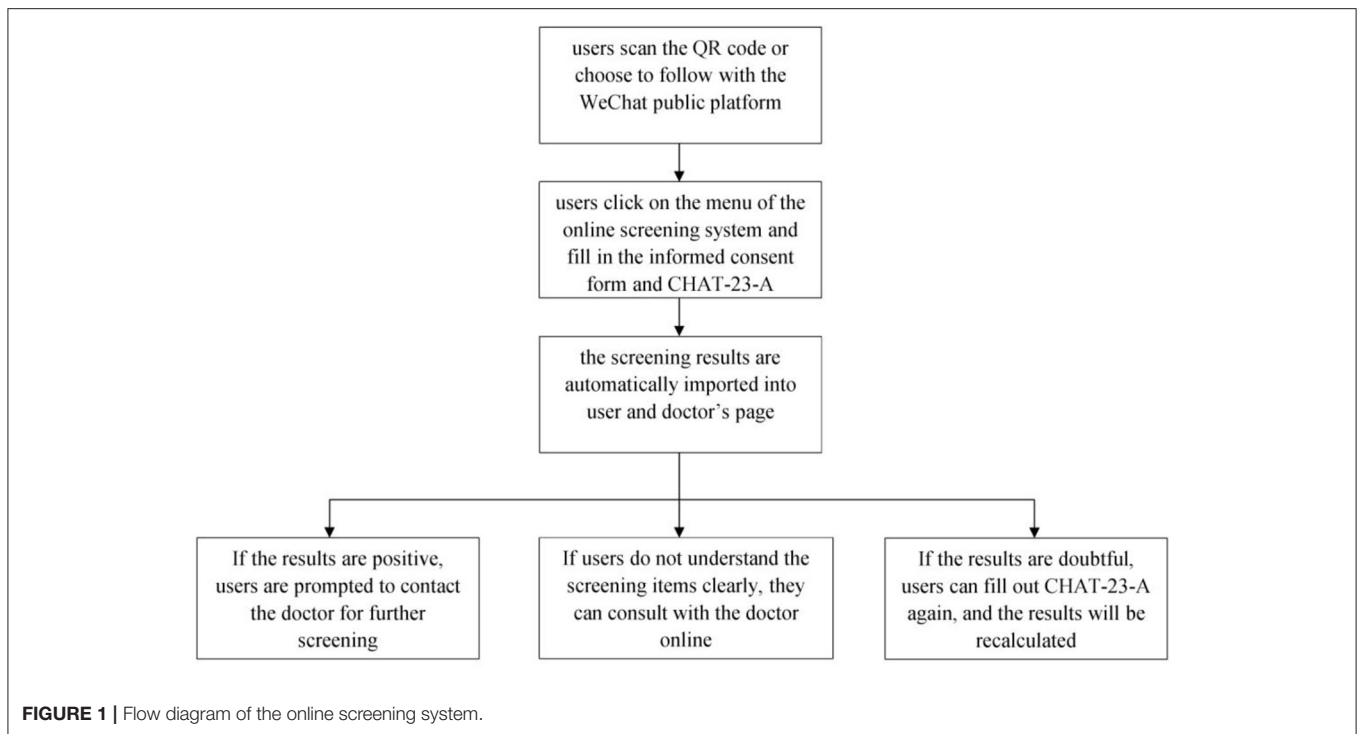 users scan the QR code or
choose to follow with the
WeChat public platform
users click on the menu of the
online screening system and
fill in the informed consent
form and CHAT-23-A
the screening results are
automatically imported into
user and doctor's page
If the results are positive,
users are prompted to contact
the doctor for further
screening
If users do not understand the
screening items clearly, they
can consult with the doctor
online
If the results are doubtful,
users can fill out CHAT-23-A
again, and the results will be
recalculated
FIGURE 1 | Flow diagram of the online screening system.